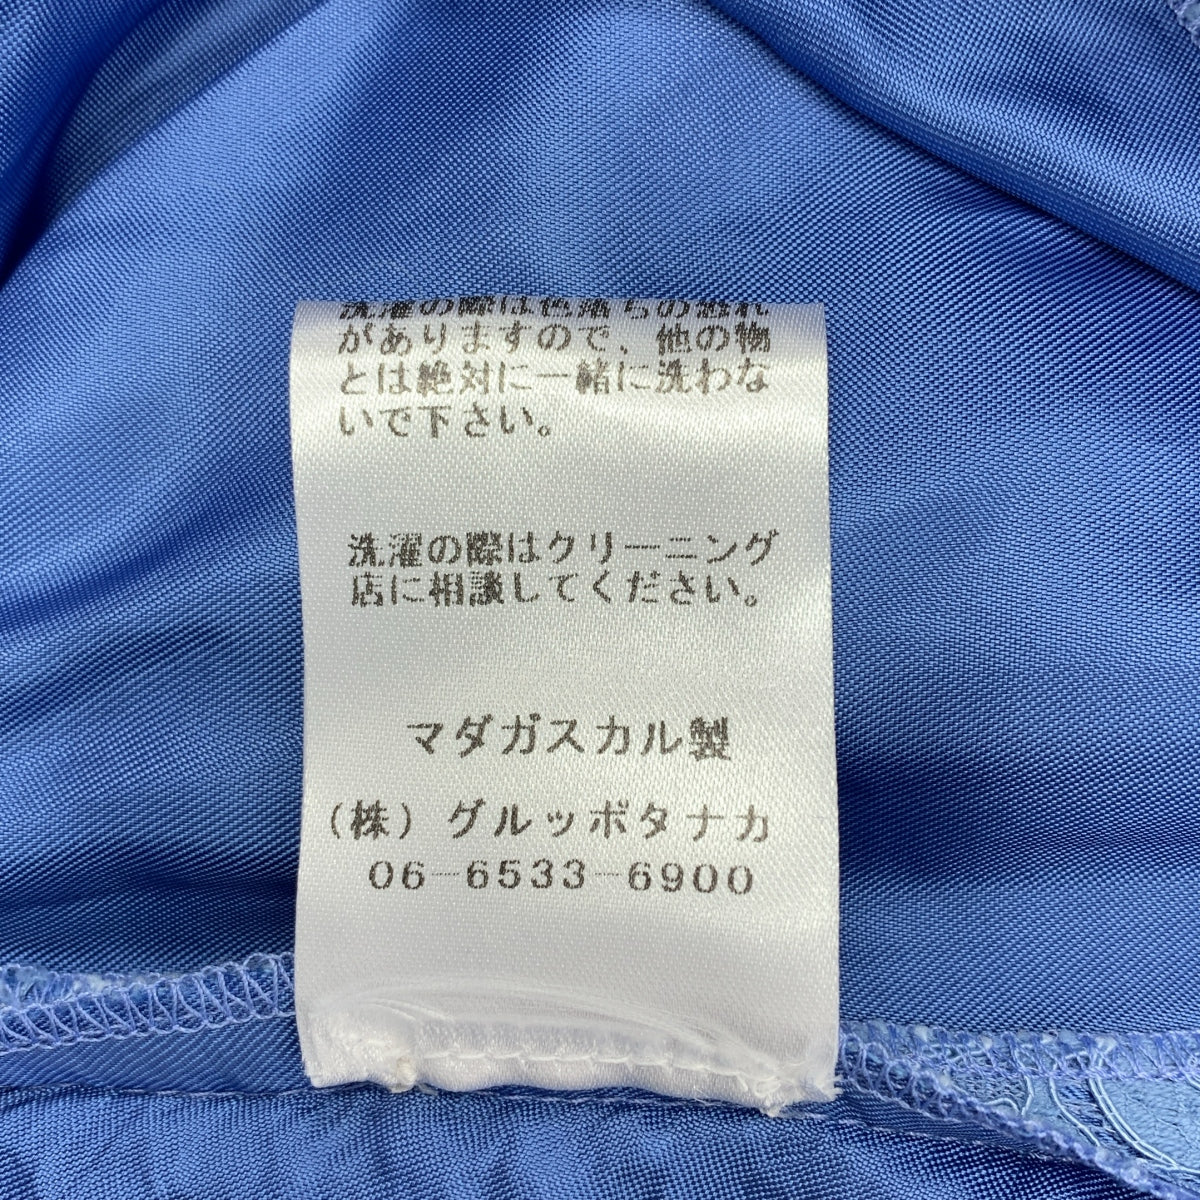 洗濯の際は色落ちの恐れ
がありますので、他の物
とは絶対に一緒に洗わな
いで下さい。
洗濯の際はクリーニング
店に相談してください。
マダガスカル製
(株)グルッポタナカ
06-6533-6900